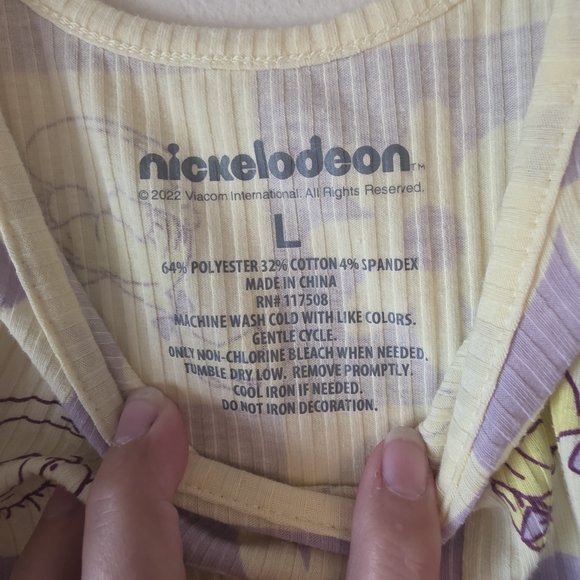 nickelodeon™
© 2022 Viacom International. All Rights Reserved.
L
64% POLYESTER 32% COTTON 4% SPANDEX
MADE IN CHINA
RN# 117508
MACHINE WASH COLD WITH LIKE COLORS.
GENTLE CYCLE.
ONLY NON-CHLORINE BLEACH WHEN NEEDED.
TUMBLE DRY LOW. REMOVE PROMPTLY.
COOL IRON IF NEEDED.
DO NOT IRON DECORATION.